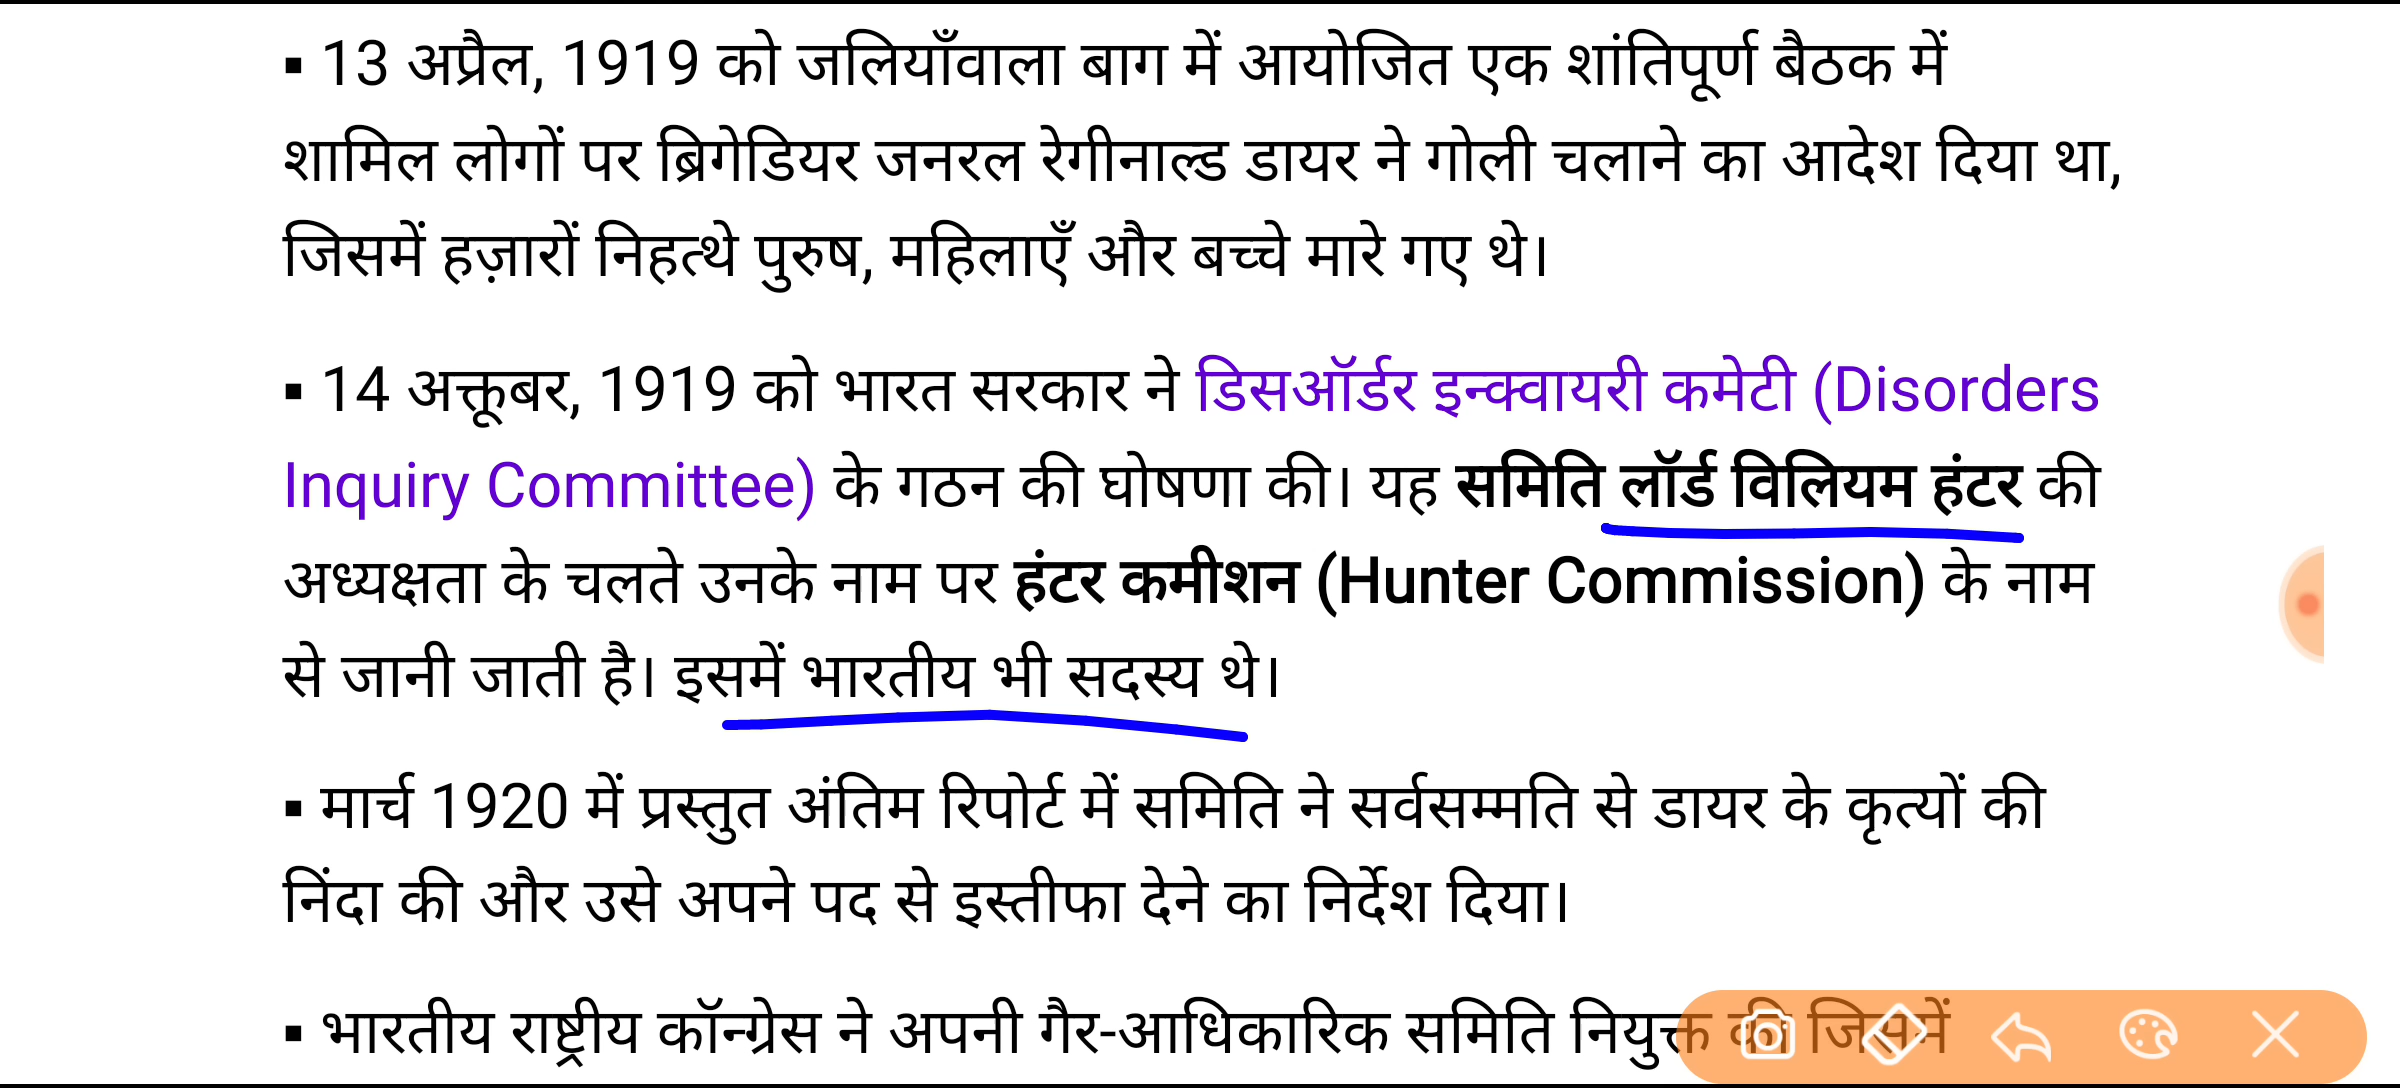 ▪ 13 अप्रैल, 1919 को जलियाँवाला बाग में आयोजित एक शांतिपूर्ण बैठक में
शामिल लोगों पर ब्रिगेडियर जनरल रेगीनाल्ड डायर ने गोली चलाने का आदेश दिया था,
जिसमें हज़ारों निहत्थे पुरुष, महिलाएँ और बच्चे मारे गए थे।
▪ 14 अक्तूबर, 1919 को भारत सरकार ने डिसऑर्डर इन्क्वायरी कमेटी (Disorders
Inquiry Committee) के गठन की घोषणा की। यह समिति लॉर्ड विलियम हंटर की
अध्यक्षता के चलते उनके नाम पर हंटर कमीशन (Hunter Commission) के नाम
से जानी जाती है। इसमें भारतीय भी सदस्य थे।
▪ मार्च 1920 में प्रस्तुत अंतिम रिपोर्ट में समिति ने सर्वसम्मति से डायर के कृत्यों की
निंदा की और उसे अपने पद से इस्तीफा देने का निर्देश दिया।
▪ भारतीय राष्ट्रीय कॉन्ग्रेस ने अपनी गैर-आधिकारिक समिति नियुक्त की जिसमें